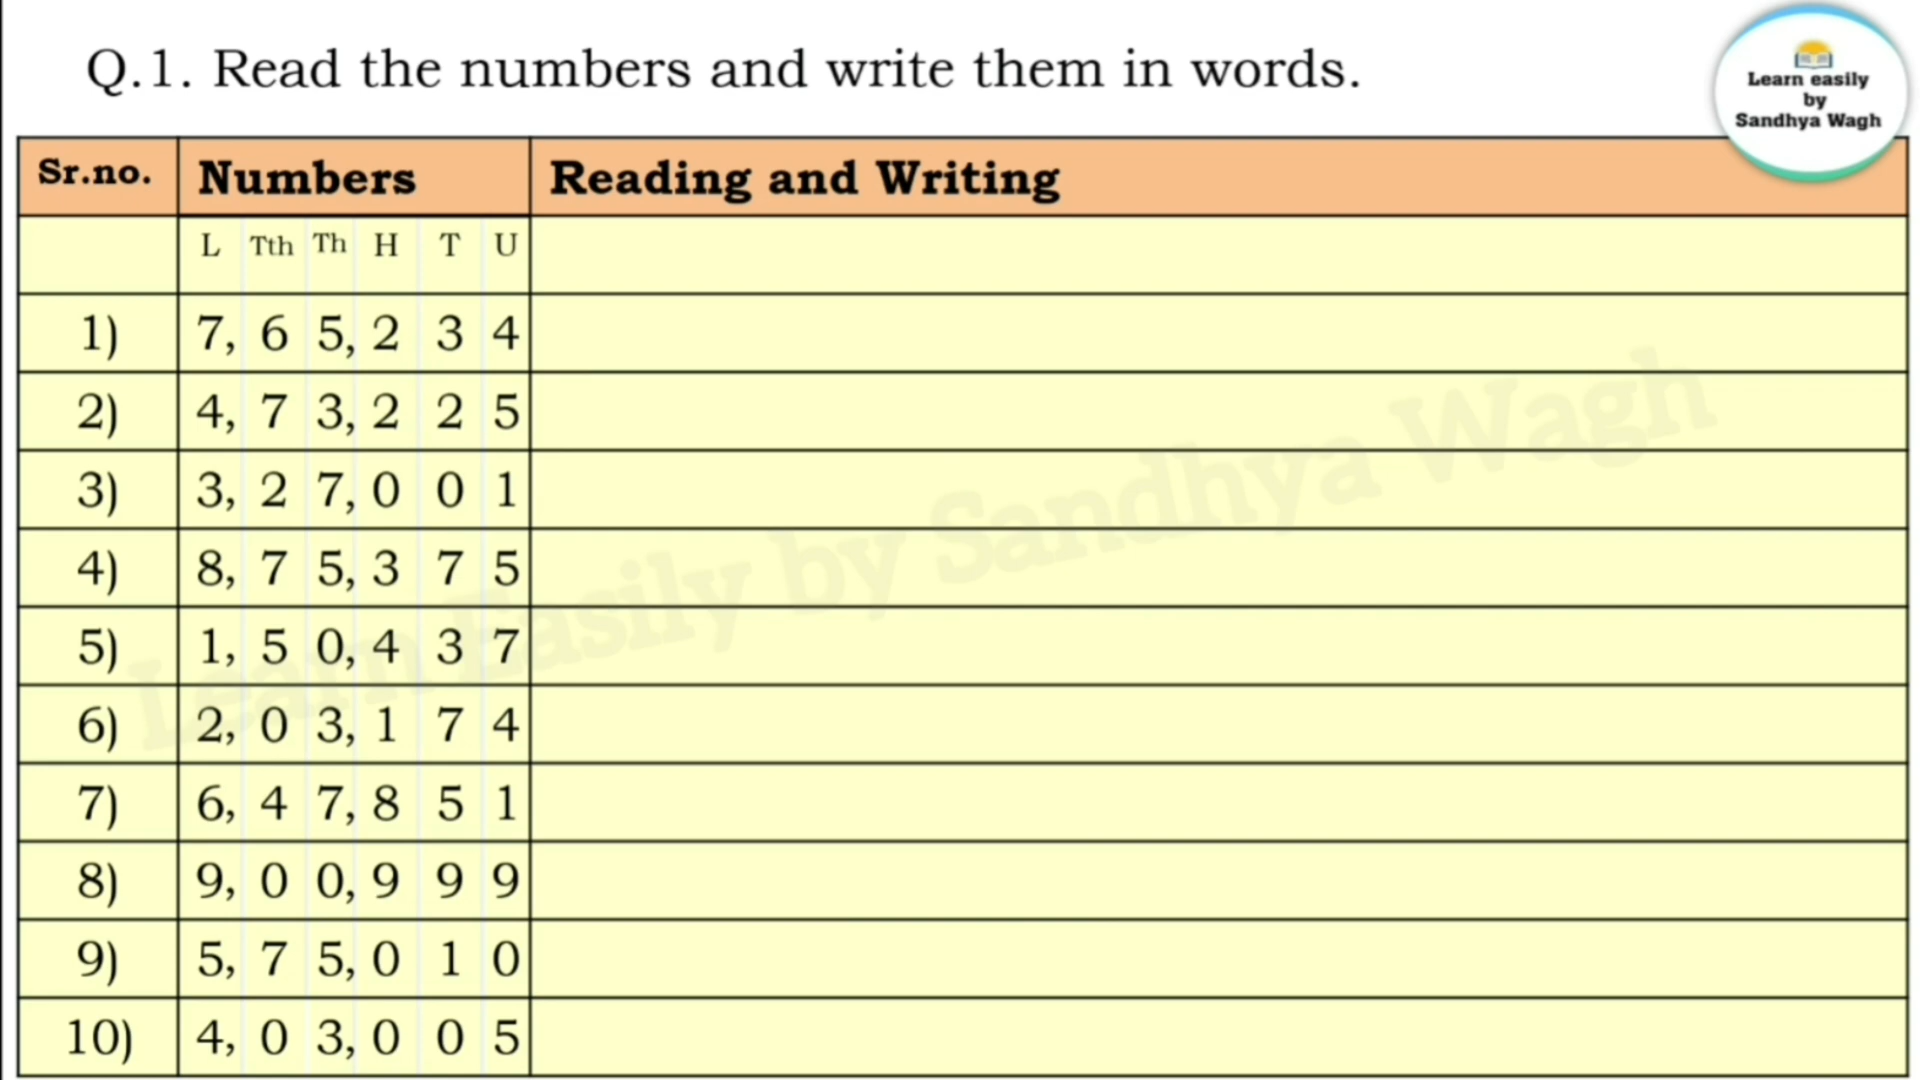 Q.1. Read the numbers and write them in words.
Learn easily
by
Sandhya Wagh
Sr.no. Numbers Reading and Writing
L Tth Th H T U
1) 7, 6 5, 2 3 4
2) 4, 7 3, 2 2 5
3) 3, 2 7, 0 0 1
4) 8, 7 5, 3 7 5
5) 1, 5 0, 4 3 7
6) 2, 0 3, 1 7 4
7) 6, 4 7, 8 5 1
8) 9, 0 0, 9 9 9
9) 5, 7 5, 0 1 0
10) 4, 0 3, 0 0 5
Learn Easily by Sandhya Wagh